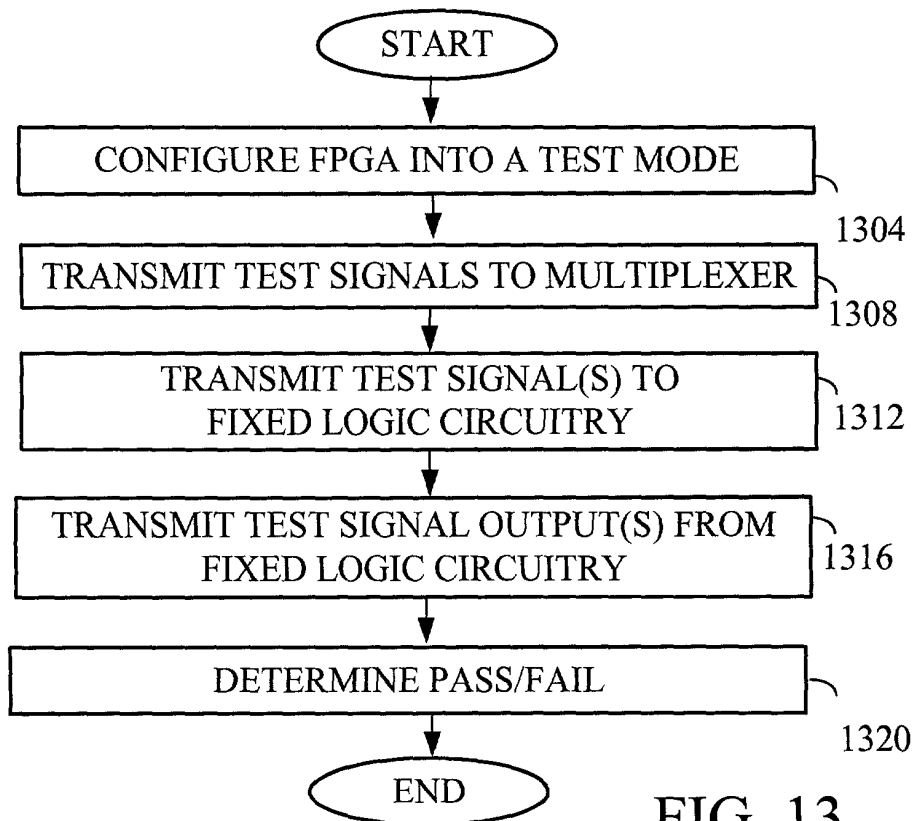 START
CONFIGURE FPGA INTO A TEST MODE
1304
TRANSMIT TEST SIGNALS TO MULTIPLEXER
1308
TRANSMIT TEST SIGNAL(S) TO
FIXED LOGIC CIRCUITRY
1312
TRANSMIT TEST SIGNAL OUTPUT(S) FROM
FIXED LOGIC CIRCUITRY
1316
DETERMINE PASS/FAIL
1320
END
FIG. 13